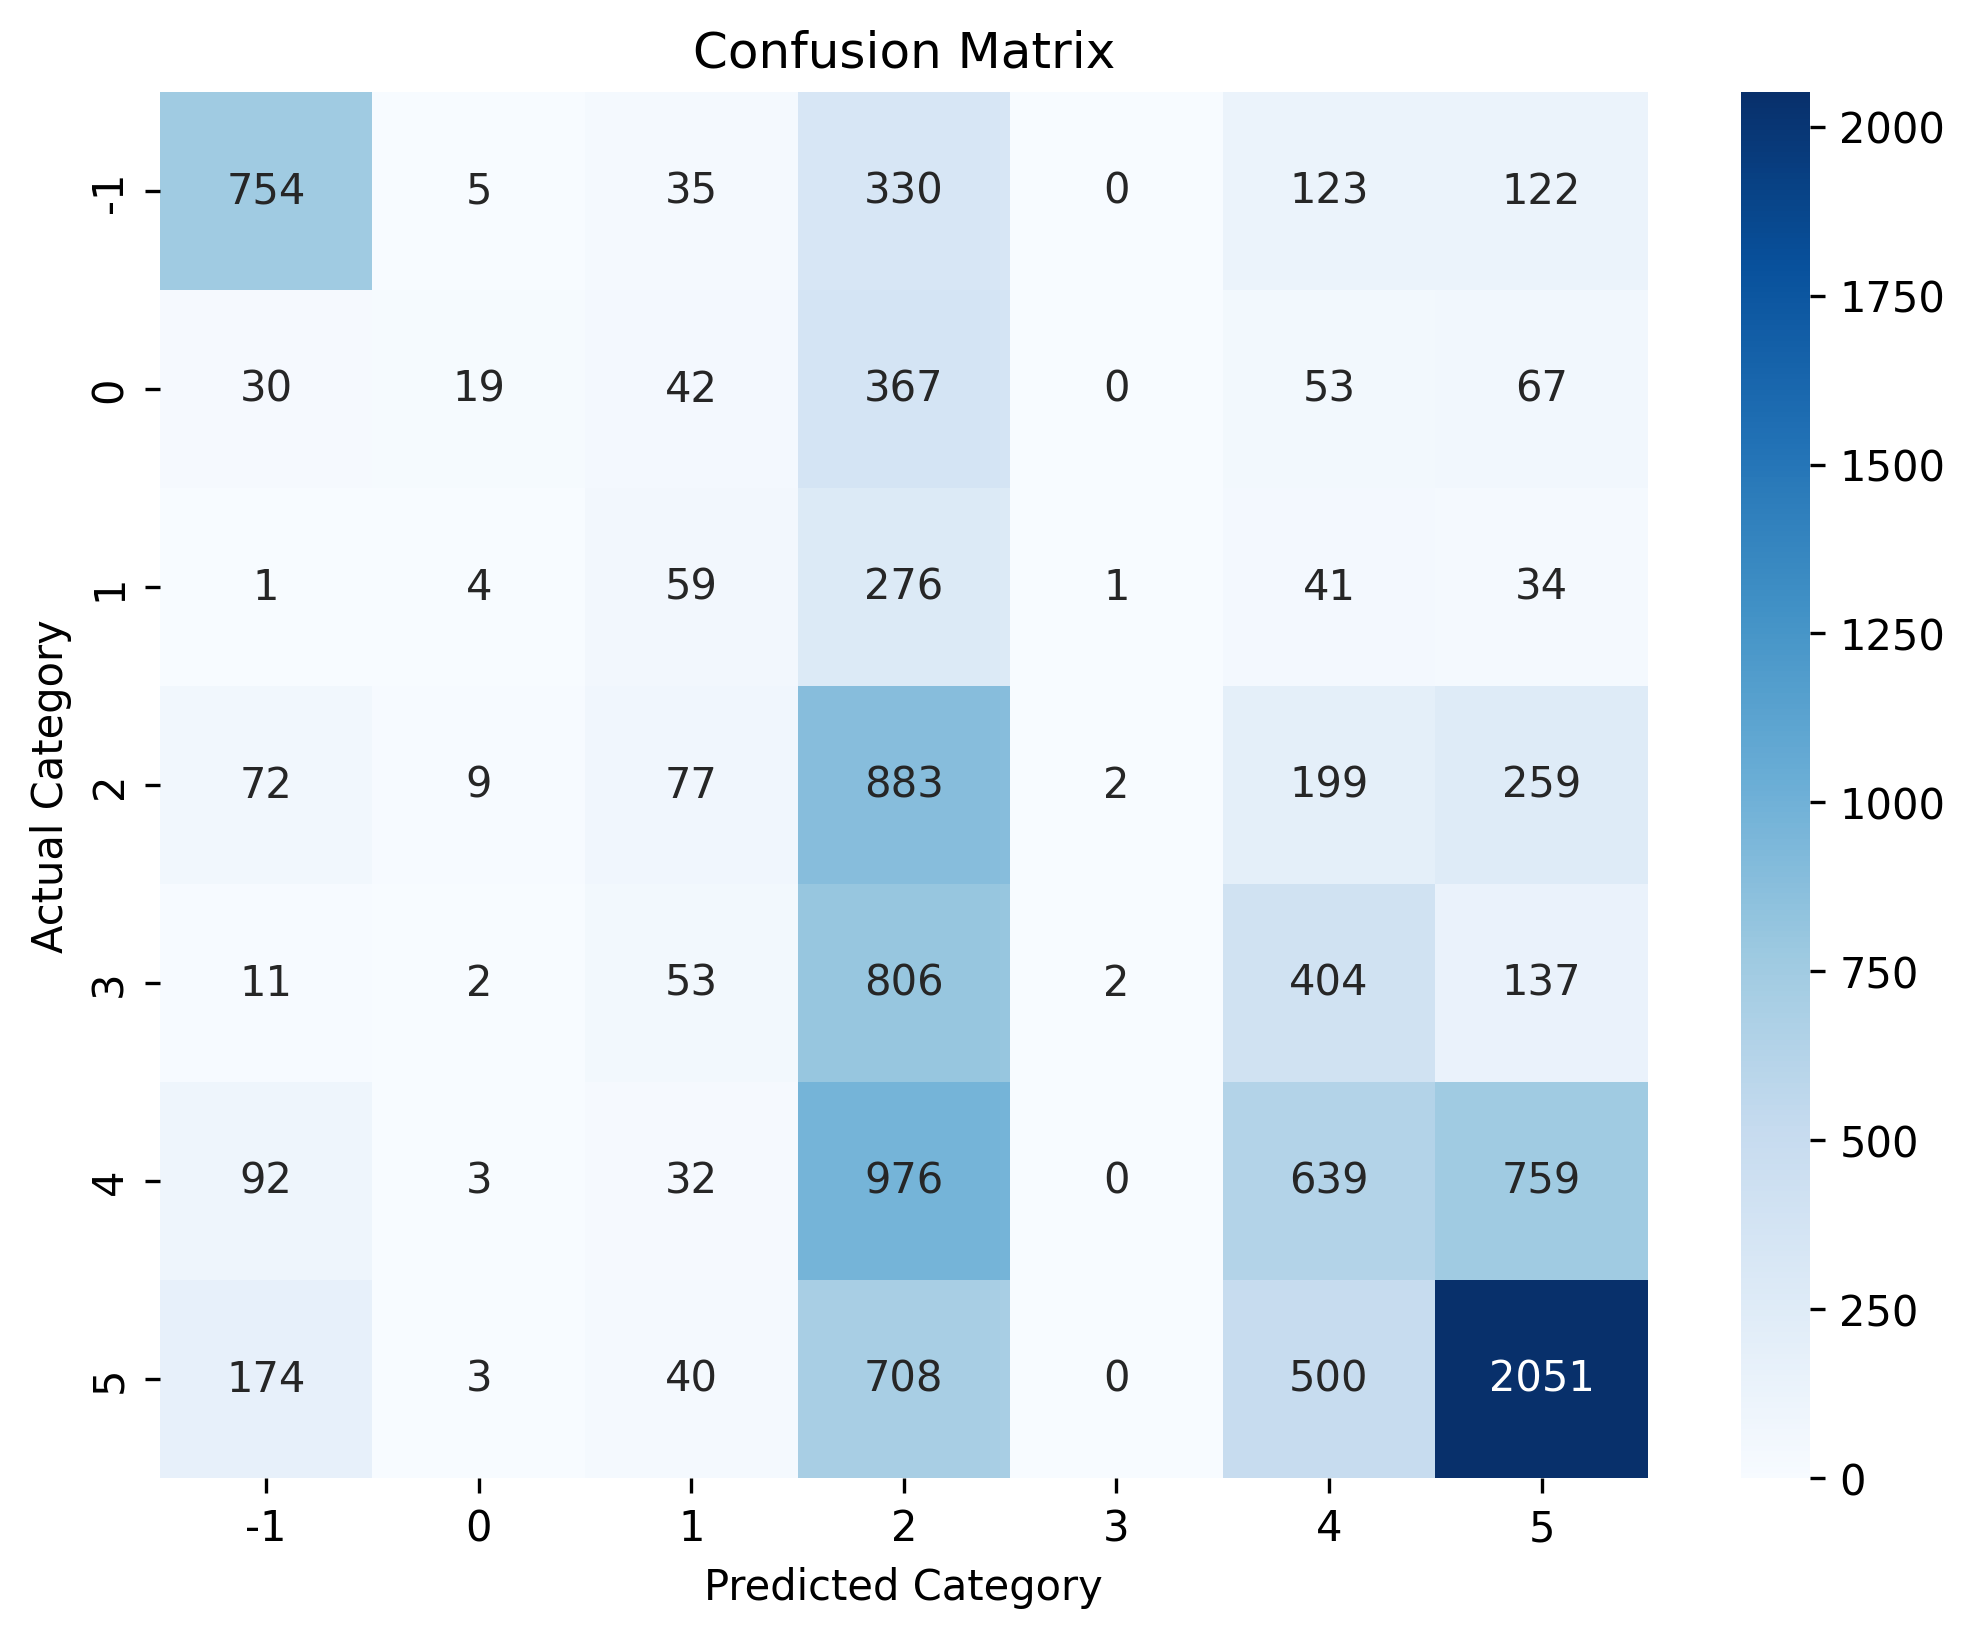 Confusion Matrix
-1 754 5 35 330 0 123 122
0 30 19 42 367 0 53 67
1 1 4 59 276 1 41 34
2 72 9 77 883 2 199 259
3 11 2 53 806 2 404 137
4 92 3 32 976 0 639 759
5 174 3 40 708 0 500 2051
-1 0 1 2 3 4 5
Predicted Category
Actual Category
2000
1750
1500
1250
1000
750
500
250
0